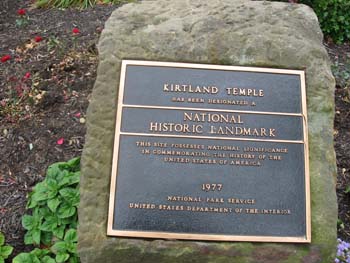 KIRTLAND TEMPLE
HAS BEEN DESIGNATED A
NATIONAL
HISTORIC LANDMARK
THIS SITE POSSESSES NATIONAL SIGNIFICANCE
IN COMMEMORATING THE HISTORY OF THE
UNITED STATES OF AMERICA
1977
NATIONAL PARK SERVICE
UNITED STATES DEPARTMENT OF THE INTERIOR